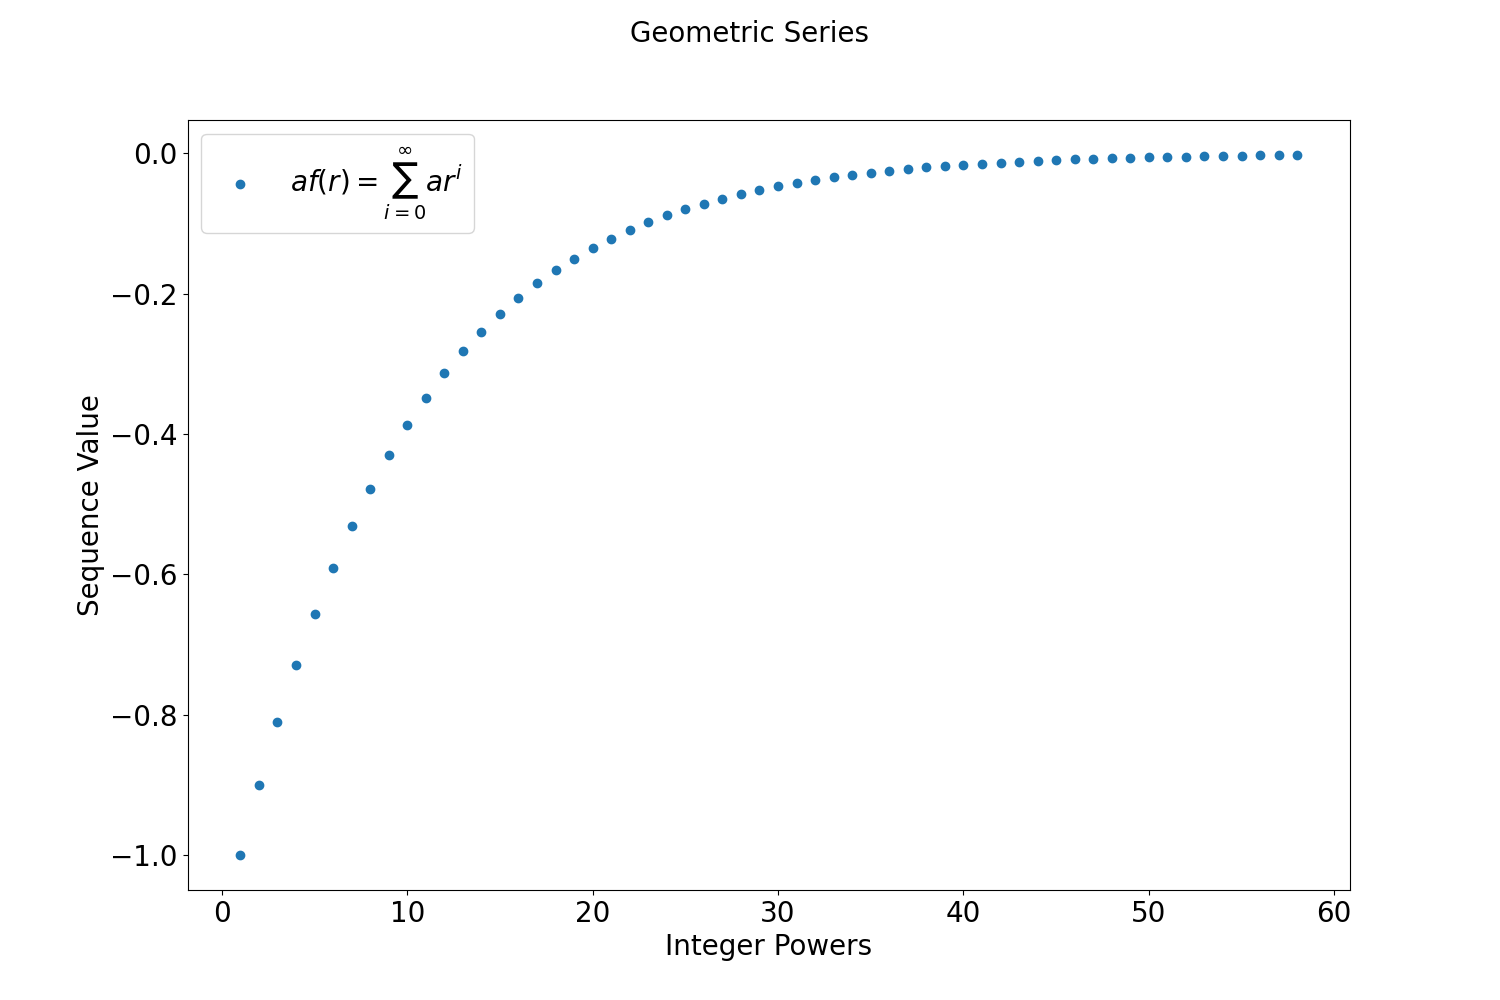 Geometric Series
af(r) = ∑_{i=0}^{∞} ar^i
0.0
−0.2
−0.4
−0.6
−0.8
−1.0
Sequence Value
0 10 20 30 40 50 60
Integer Powers